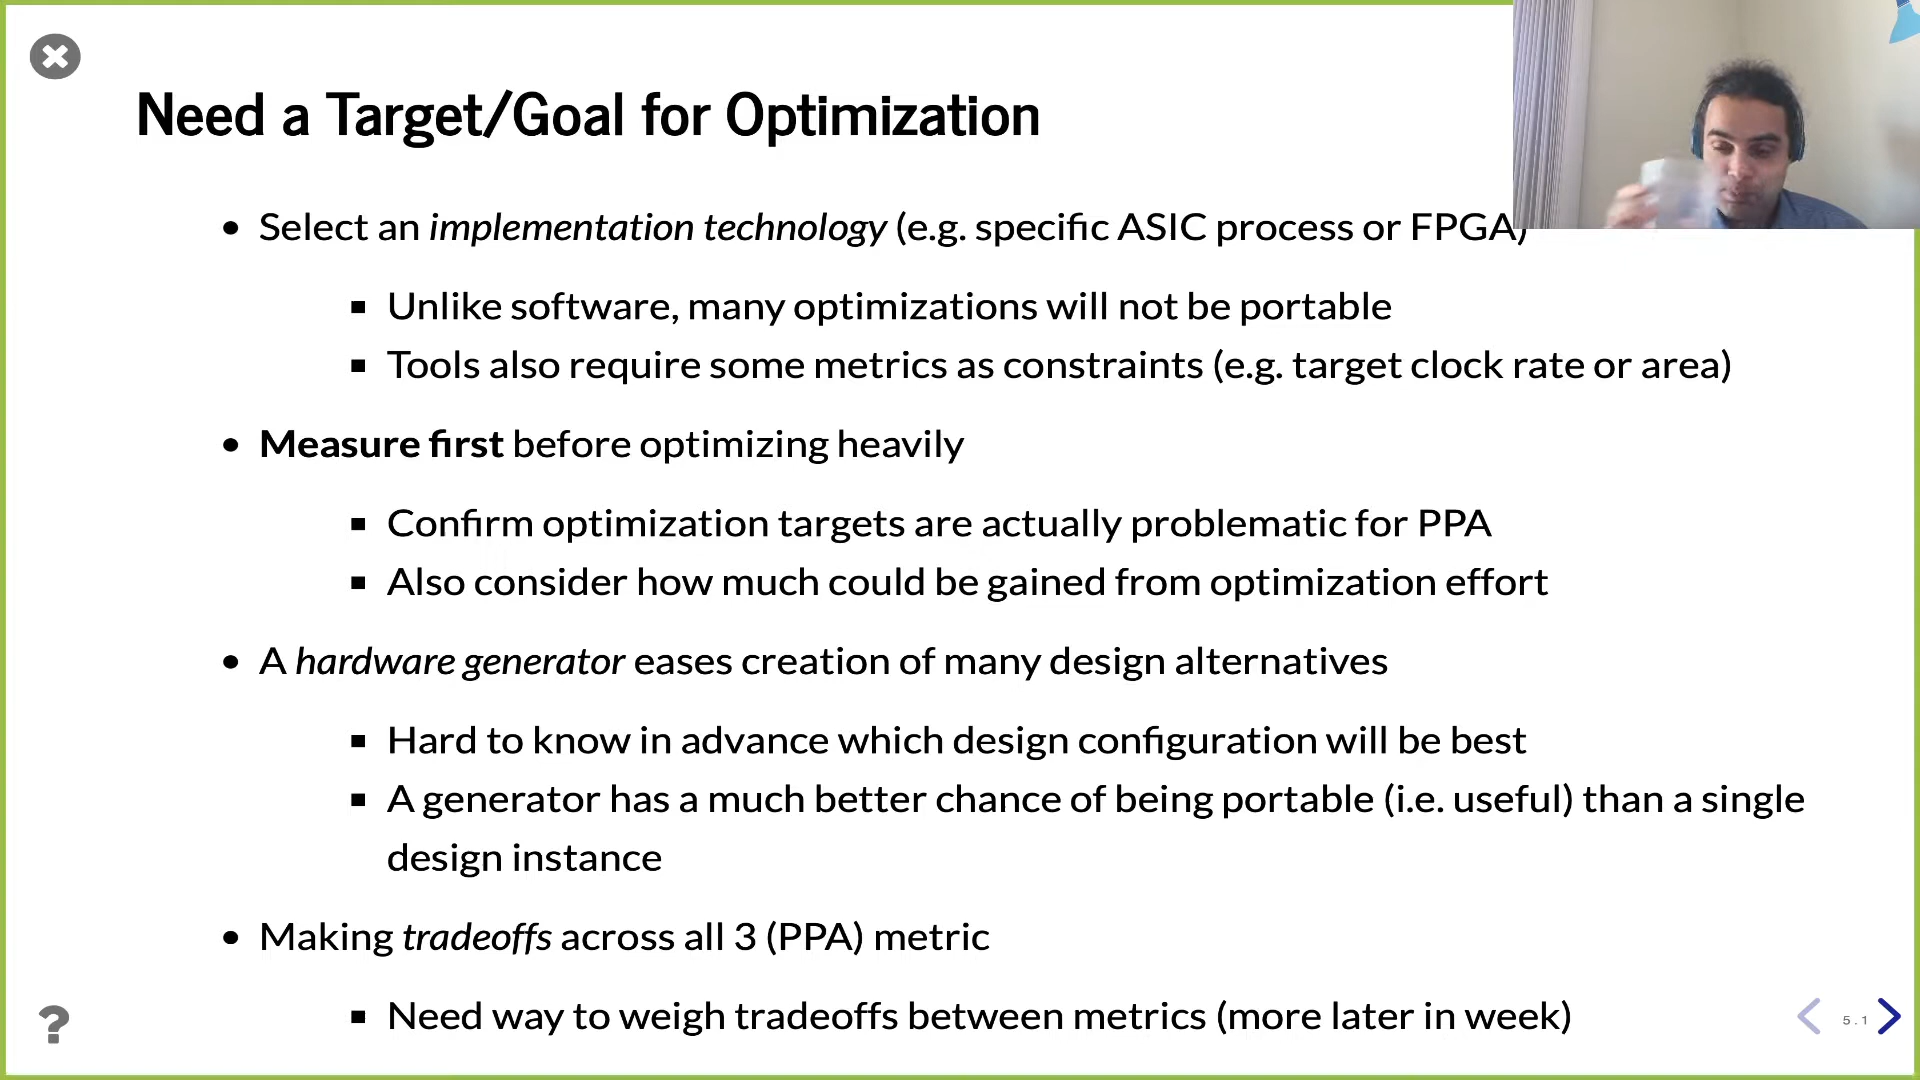 Need a Target/Goal for Optimization
• Select an implementation technology (e.g. specific ASIC process or FPGA)
▪ Unlike software, many optimizations will not be portable
▪ Tools also require some metrics as constraints (e.g. target clock rate or area)
• Measure first before optimizing heavily
▪ Confirm optimization targets are actually problematic for PPA
▪ Also consider how much could be gained from optimization effort
• A hardware generator eases creation of many design alternatives
▪ Hard to know in advance which design configuration will be best
▪ A generator has a much better chance of being portable (i.e. useful) than a single
design instance
• Making tradeoffs across all 3 (PPA) metric
▪ Need way to weigh tradeoffs between metrics (more later in week)
?
5.1